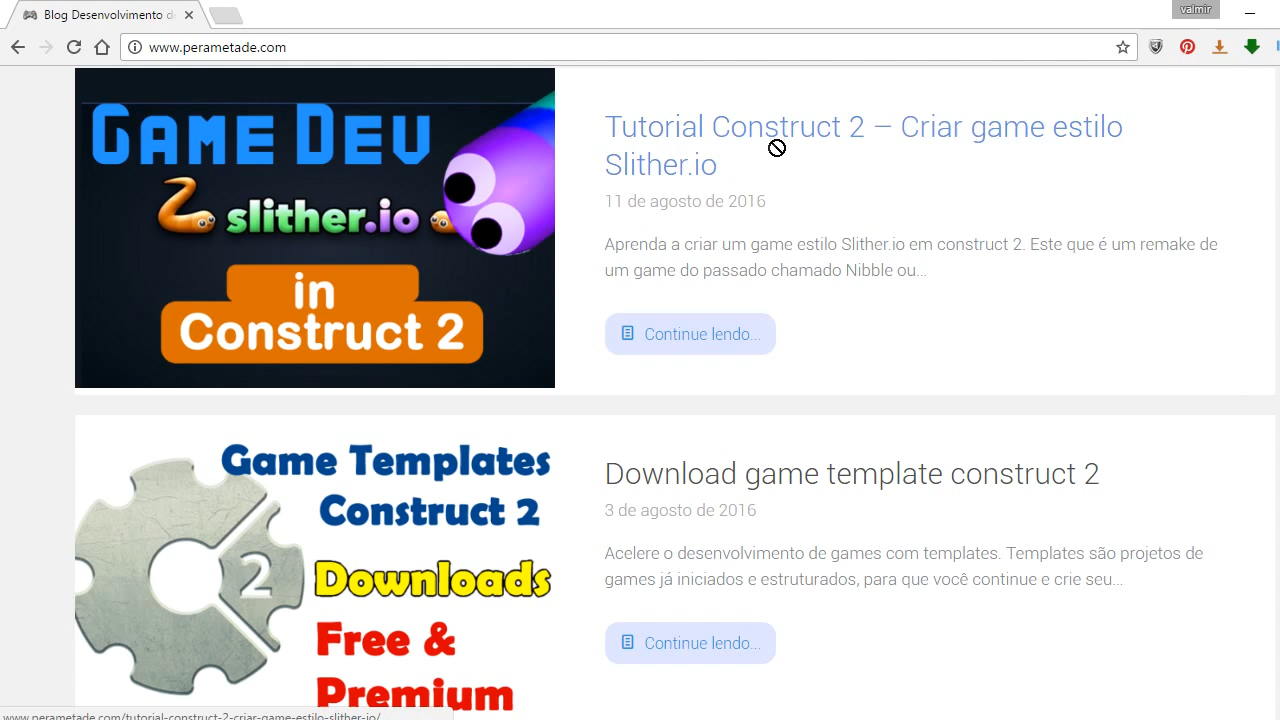 Blog Desenvolvimento d
valmir
www.perametade.com
GAME DEV
slither.io
in
Construct 2
Tutorial Construct 2 – Criar game estilo
Slither.io
11 de agosto de 2016
Aprenda a criar um game estilo Slither.io em construct 2. Este que é um remake de
um game do passado chamado Nibble ou...
Continue lendo...
Game Templates
Construct 2
2
Downloads
Free &
Premium
Download game template construct 2
3 de agosto de 2016
Acelere o desenvolvimento de games com templates. Templates são projetos de
games já iniciados e estruturados, para que você continue e crie seu...
Continue lendo...
www.perametade.com/tutorial-construct-2-criar-game-estilo-slither-io/